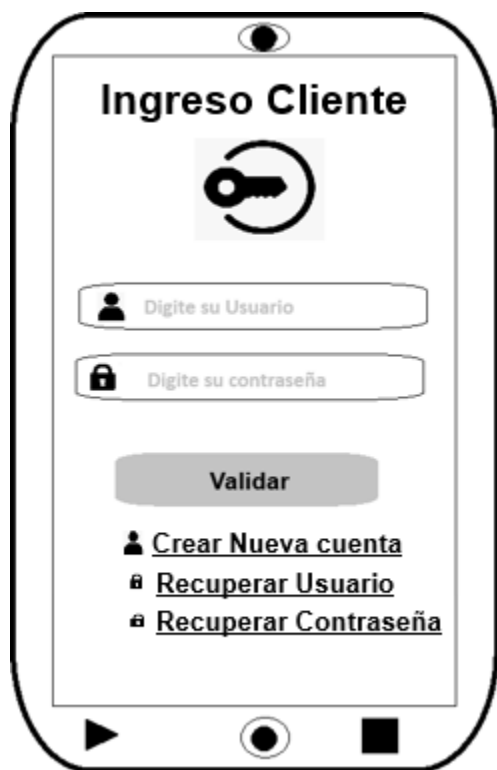 Ingreso Cliente
Digite su Usuario
Digite su contraseña
Validar
Crear Nueva cuenta
Recuperar Usuario
Recuperar Contraseña